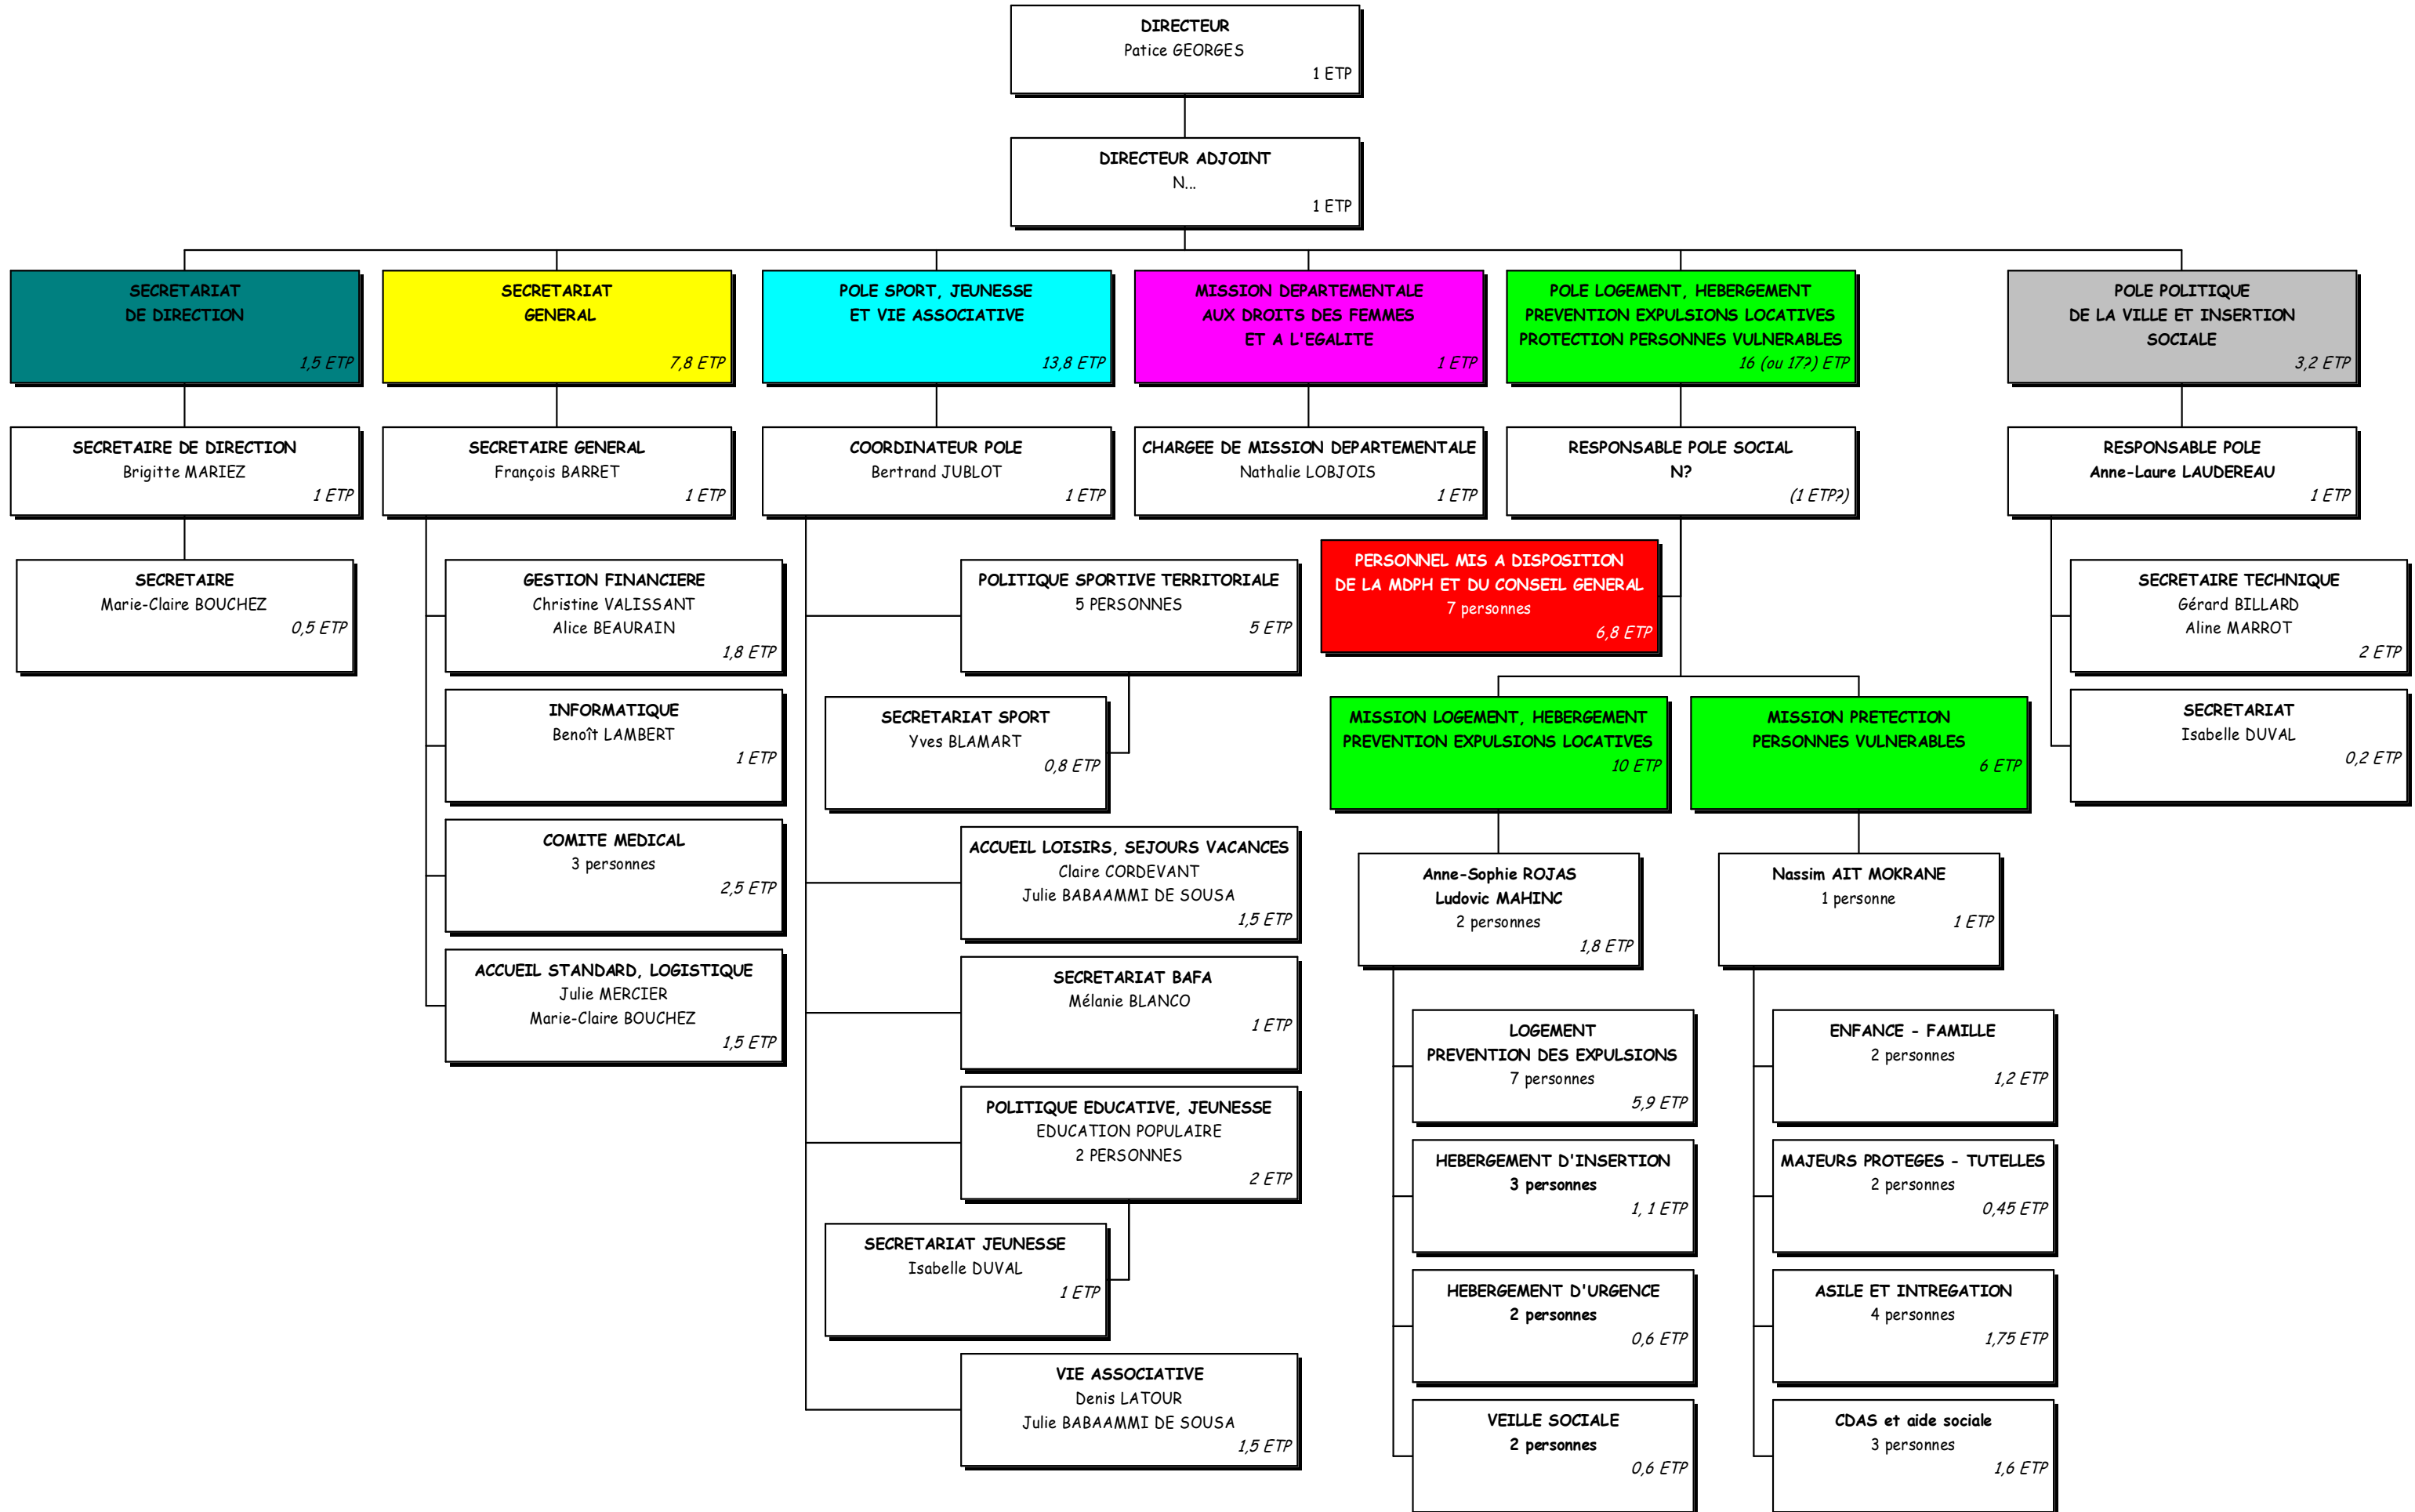 DIRECTEUR
Patice GEORGES
1 ETP
DIRECTEUR ADJOINT
N...
1 ETP
SECRETARIAT
DE DIRECTION
1,5 ETP
SECRETARIAT
GENERAL
7,8 ETP
POLE SPORT, JEUNESSE
ET VIE ASSOCIATIVE
13,8 ETP
MISSION DEPARTEMENTALE
AUX DROITS DES FEMMES
ET A L'EGALITE
1 ETP
POLE LOGEMENT, HEBERGEMENT
PREVENTION EXPULSIONS LOCATIVES
PROTECTION PERSONNES VULNERABLES
16 (ou 17?) ETP
POLE POLITIQUE
DE LA VILLE ET INSERTION
SOCIALE
3,2 ETP
SECRETAIRE DE DIRECTION
Brigitte MARIEZ
1 ETP
SECRETAIRE GENERAL
François BARRET
1 ETP
COORDINATEUR POLE
Bertrand JUBLOT
1 ETP
CHARGEE DE MISSION DEPARTEMENTALE
Nathalie LOBJOIS
1 ETP
RESPONSABLE POLE SOCIAL
N?
(1 ETP?)
RESPONSABLE POLE
Anne-Laure LAUDEREAU
1 ETP
SECRETAIRE
Marie-Claire BOUCHEZ
0,5 ETP
GESTION FINANCIERE
Christine VALISSANT
Alice BEAURAIN
1,8 ETP
INFORMATIQUE
Benoît LAMBERT
1 ETP
COMITE MEDICAL
3 personnes
2,5 ETP
ACCUEIL STANDARD, LOGISTIQUE
Julie MERCIER
Marie-Claire BOUCHEZ
1,5 ETP
POLITIQUE SPORTIVE TERRITORIALE
5 PERSONNES
5 ETP
SECRETARIAT SPORT
Yves BLAMART
0,8 ETP
ACCUEIL LOISIRS, SEJOURS VACANCES
Claire CORDEVANT
Julie BABAAMMI DE SOUSA
1,5 ETP
SECRETARIAT BAFA
Mélanie BLANCO
1 ETP
POLITIQUE EDUCATIVE, JEUNESSE
EDUCATION POPULAIRE
2 PERSONNES
2 ETP
SECRETARIAT JEUNESSE
Isabelle DUVAL
1 ETP
VIE ASSOCIATIVE
Denis LATOUR
Julie BABAAMMI DE SOUSA
1,5 ETP
PERSONNEL MIS A DISPOSITION
DE LA MDPH ET DU CONSEIL GENERAL
7 personnes
6,8 ETP
MISSION LOGEMENT, HEBERGEMENT
PREVENTION EXPULSIONS LOCATIVES
10 ETP
Anne-Sophie ROJAS
Ludovic MAHINC
2 personnes
1,8 ETP
LOGEMENT
PREVENTION DES EXPULSIONS
7 personnes
5,9 ETP
HEBERGEMENT D'INSERTION
3 personnes
1, 1 ETP
HEBERGEMENT D'URGENCE
2 personnes
0,6 ETP
VEILLE SOCIALE
2 personnes
0,6 ETP
MISSION PRETECTION
PERSONNES VULNERABLES
6 ETP
Nassim AIT MOKRANE
1 personne
1 ETP
ENFANCE - FAMILLE
2 personnes
1,2 ETP
MAJEURS PROTEGES - TUTELLES
2 personnes
0,45 ETP
ASILE ET INTREGATION
4 personnes
1,75 ETP
CDAS et aide sociale
3 personnes
1,6 ETP
SECRETAIRE TECHNIQUE
Gérard BILLARD
Aline MARROT
2 ETP
SECRETARIAT
Isabelle DUVAL
0,2 ETP